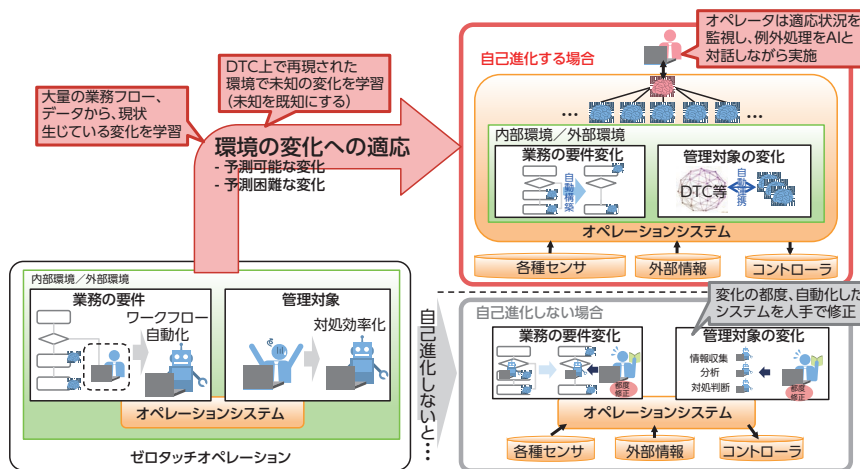 大量の業務フロー、
データから、現状
生じている変化を学習
DTC上で再現された
環境で未知の変化を学習
(未知を既知にする)
環境の変化への適応
- 予測可能な変化
- 予測困難な変化
オペレータは適応状況を
監視し、例外処理をAIと
対話しながら実施
自己進化する場合
… …
内部環境／外部環境
業務の要件変化
自動構築
管理対象の変化
DTC等
自動連携
オペレーションシステム
各種センサ
外部情報
コントローラ
内部環境／外部環境
業務の要件
ワークフロー
自動化
管理対象
対処効率化
オペレーションシステム
ゼロタッチオペレーション
自己進化しないと…
自己進化しない場合
変化の都度、自動化した
システムを人手で修正
業務の要件変化
都度
修正
管理対象の変化
情報収集
分析
対処判断
都度
修正
オペレーションシステム
各種センサ
外部情報
コントローラ